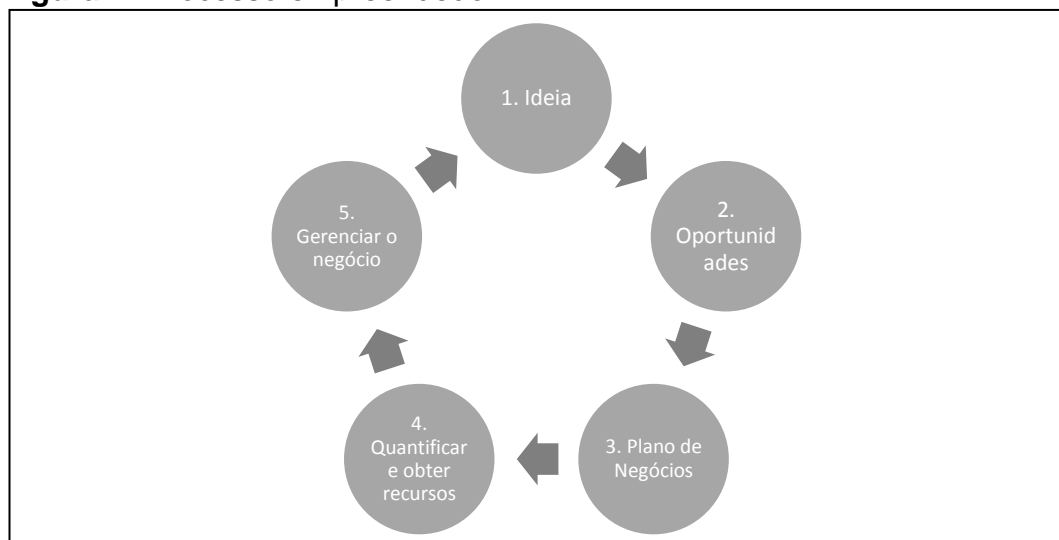 1. Ideia
2.
Oportunid
ades
3. Plano de
Negócios
4.
Quantificar
e obter
recursos
5.
Gerenciar o
negócio